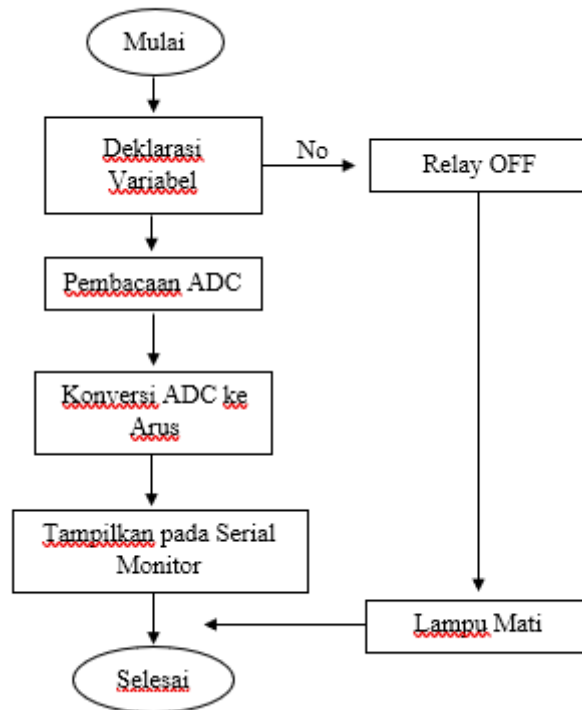 Mulai
Deklarasi
Variabel
No
Relay OFF
Pembacaan ADC
Konversi ADC ke
Arus
Tampilkan pada Serial
Monitor
Lampu Mati
Selesai